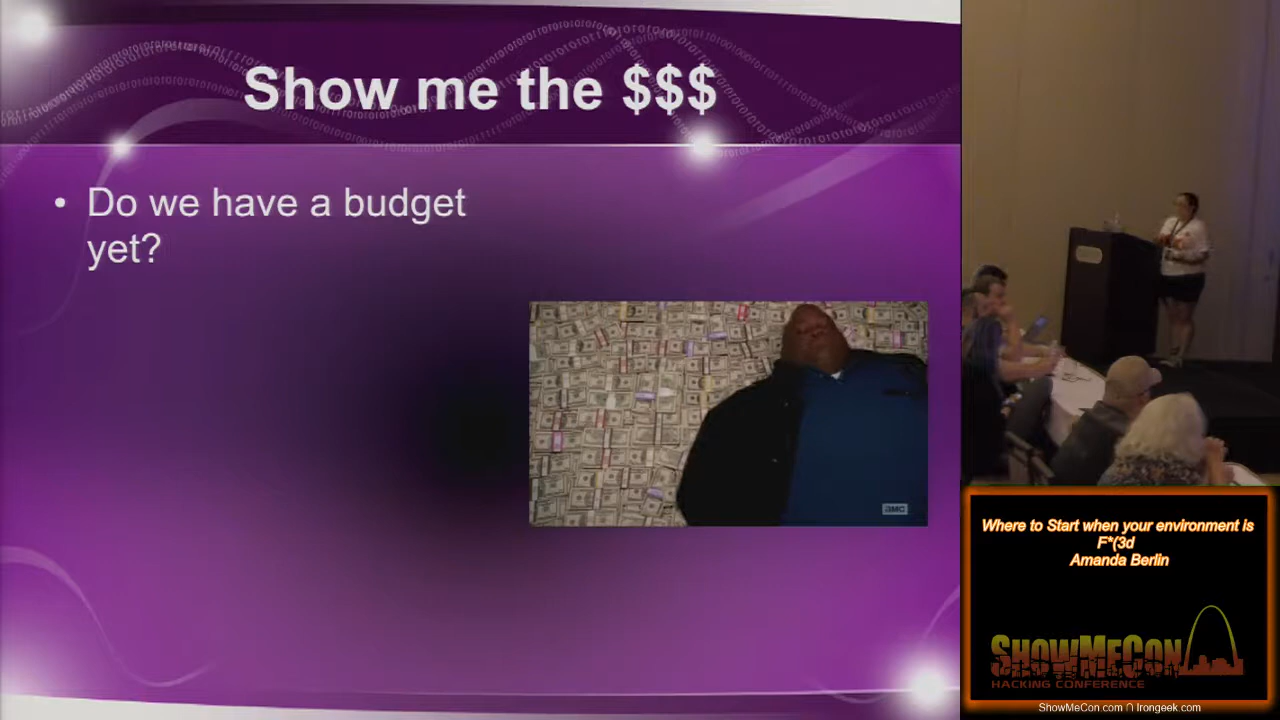 Show me the $$$
• Do we have a budget
yet?
aMC
Where to Start when your environment is
F*(3d
Amanda Berlin
ShowMeCon
HACKING CONFERENCE
ShowMeCon.com ∩ Irongeek.com